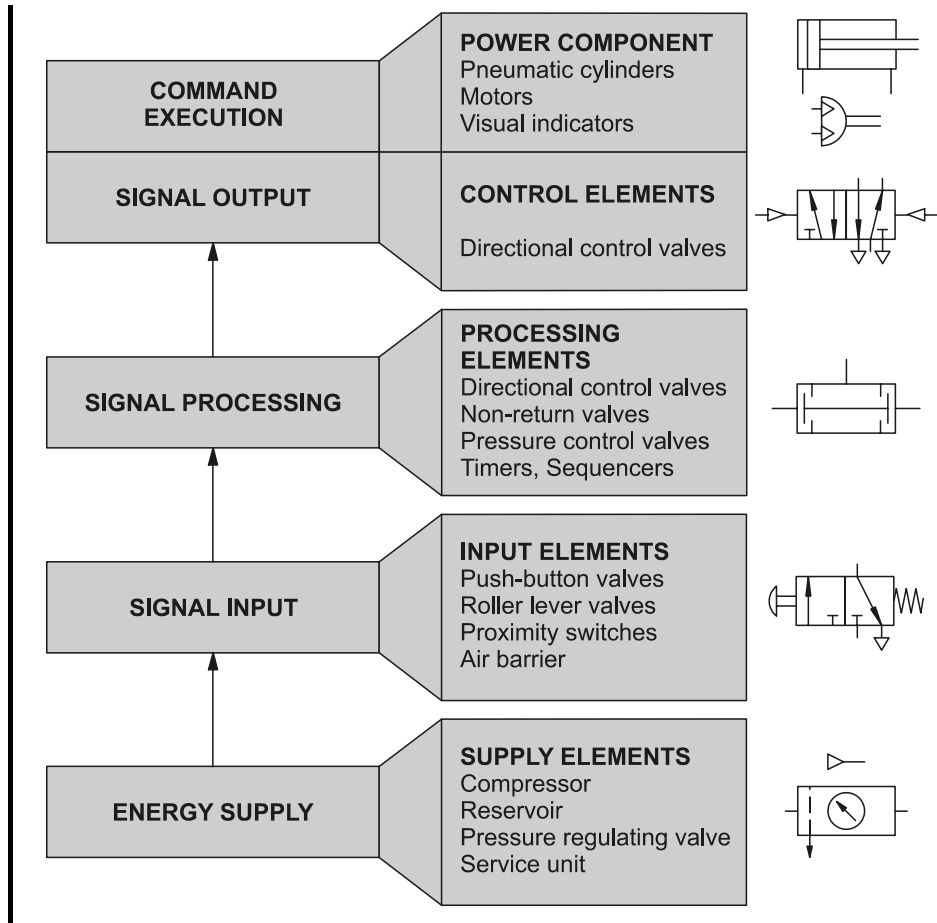 COMMAND
EXECUTION
POWER COMPONENT
Pneumatic cylinders
Motors
Visual indicators
SIGNAL OUTPUT
CONTROL ELEMENTS
Directional control valves
SIGNAL PROCESSING
PROCESSING
ELEMENTS
Directional control valves
Non-return valves
Pressure control valves
Timers, Sequencers
SIGNAL INPUT
INPUT ELEMENTS
Push-button valves
Roller lever valves
Proximity switches
Air barrier
ENERGY SUPPLY
SUPPLY ELEMENTS
Compressor
Reservoir
Pressure regulating valve
Service unit